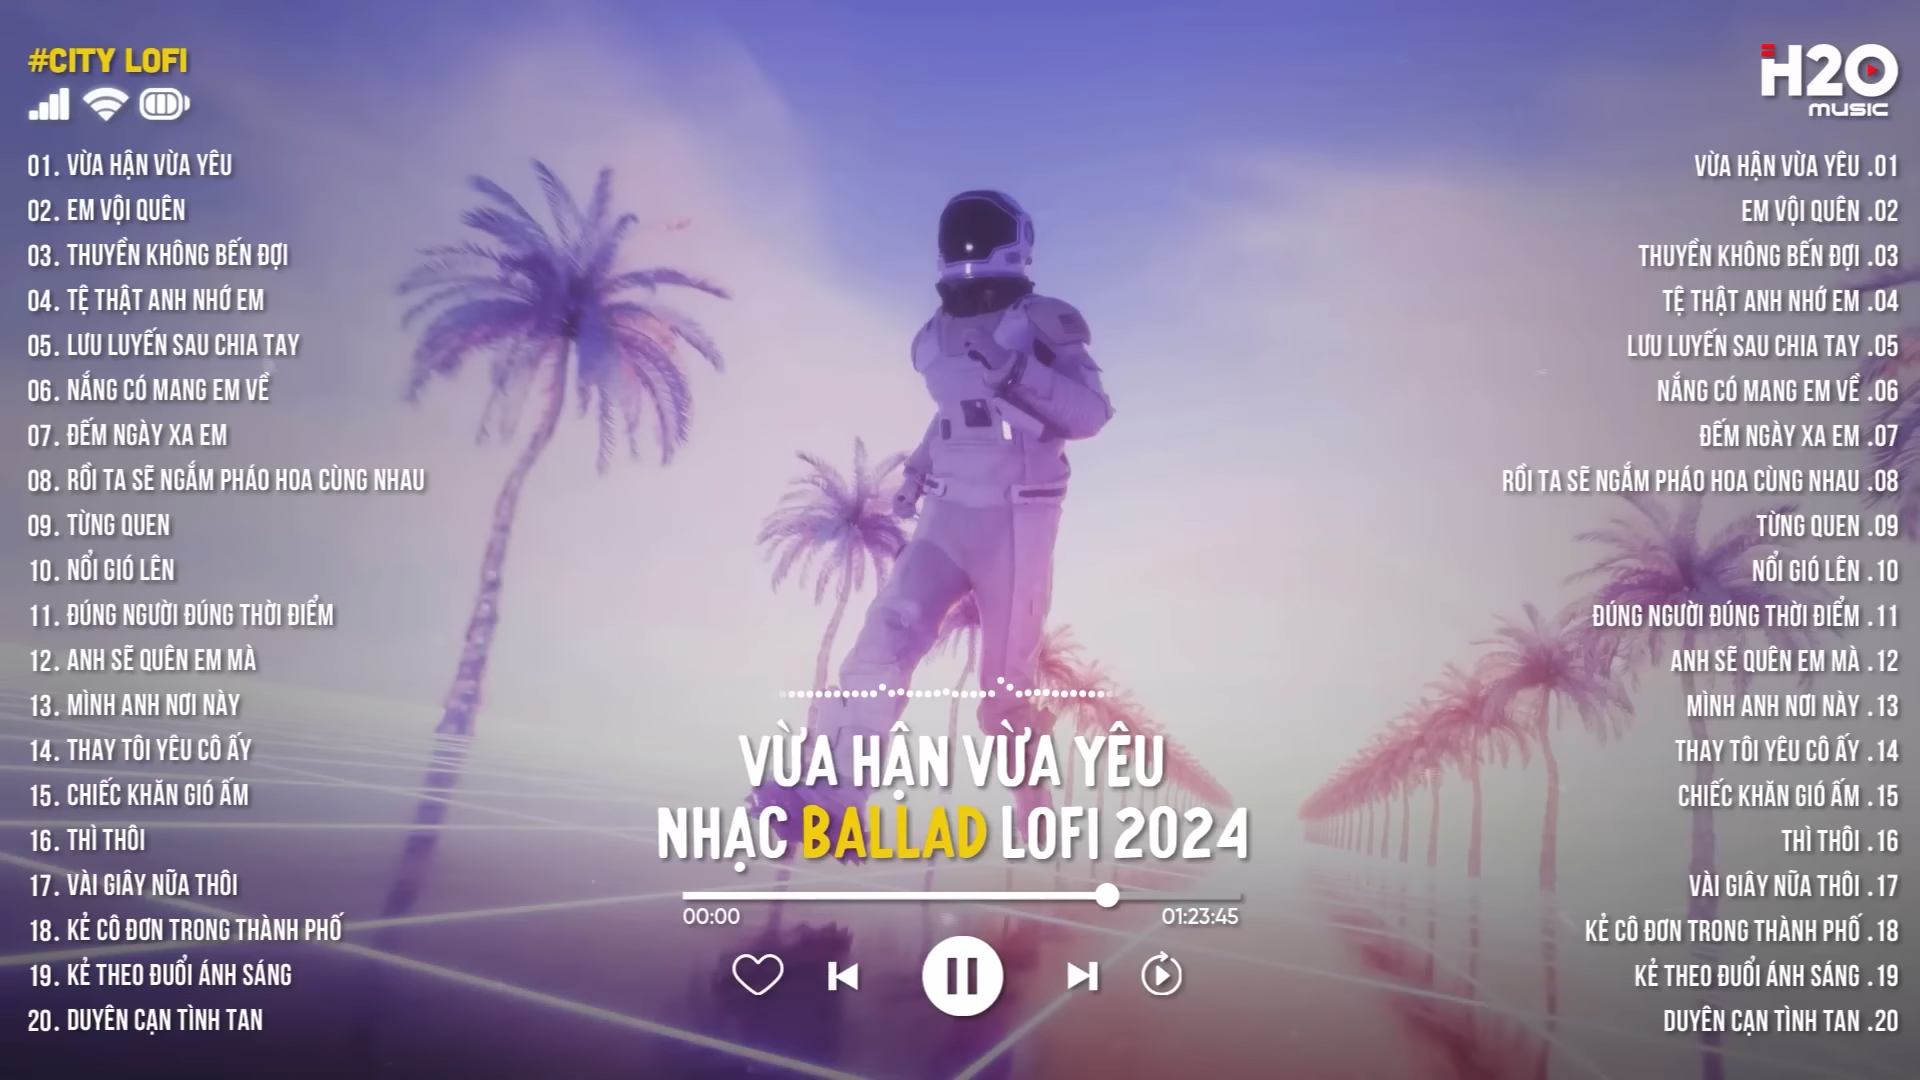 #CITY LOFI
01. VỪA HẬN VỪA YÊU
02. EM VỘI QUÊN
03. THUYỀN KHÔNG BẾN ĐỢI
04. TỆ THẬT ANH NHỚ EM
05. LƯU LUYẾN SAU CHIA TAY
06. NẮNG CÓ MANG EM VỀ
07. ĐẾM NGÀY XA EM
08. RỒI TA SẼ NGẮM PHÁO HOA CÙNG NHAU
09. TỪNG QUEN
10. NỔI GIÓ LÊN
11. ĐÚNG NGƯỜI ĐÚNG THỜI ĐIỂM
12. ANH SẼ QUÊN EM MÀ
13. MÌNH ANH NƠI NÀY
14. THAY TÔI YÊU CÔ ẤY
15. CHIẾC KHĂN GIÓ ẤM
16. THÌ THÔI
17. VÀI GIÂY NỮA THÔI
18. KẺ CÔ ĐƠN TRONG THÀNH PHỐ
19. KẺ THEO ĐUỔI ÁNH SÁNG
20. DUYÊN CẠN TÌNH TAN
VỪA HẬN VỪA YÊU
NHẠC BALLAD LOFI 2024
00:00
01:23:45
H2O
MUSIC
VỪA HẬN VỪA YÊU .01
EM VỘI QUÊN .02
THUYỀN KHÔNG BẾN ĐỢI .03
TỆ THẬT ANH NHỚ EM .04
LƯU LUYẾN SAU CHIA TAY .05
NẮNG CÓ MANG EM VỀ .06
ĐẾM NGÀY XA EM .07
RỒI TA SẼ NGẮM PHÁO HOA CÙNG NHAU .08
TỪNG QUEN .09
NỔI GIÓ LÊN .10
ĐÚNG NGƯỜI ĐÚNG THỜI ĐIỂM .11
ANH SẼ QUÊN EM MÀ .12
MÌNH ANH NƠI NÀY .13
THAY TÔI YÊU CÔ ẤY .14
CHIẾC KHĂN GIÓ ẤM .15
THÌ THÔI .16
VÀI GIÂY NỮA THÔI .17
KẺ CÔ ĐƠN TRONG THÀNH PHỐ .18
KẺ THEO ĐUỔI ÁNH SÁNG .19
DUYÊN CẠN TÌNH TAN .20